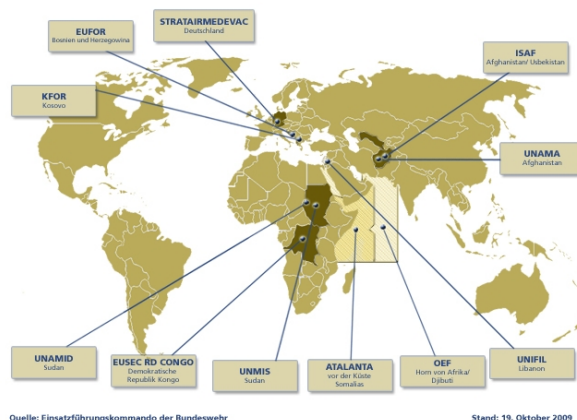 STRATAIRMEDEVAC
Deutschland
EUFOR
Bosnien und Herzegowina
ISAF
Afghanistan/ Usbekistan
KFOR
Kosovo
UNAMA
Afghanistan
UNAMID
Sudan
EUSEC RD CONGO
Demokratische
Republik Kongo
UNMIS
Sudan
ATALANTA
vor der Küste
Somalias
OEF
Horn von Afrika/
Djibuti
UNIFIL
Libanon
Quelle: Einsatzführungskommando der Bundeswehr
Stand: 19. Oktober 2009